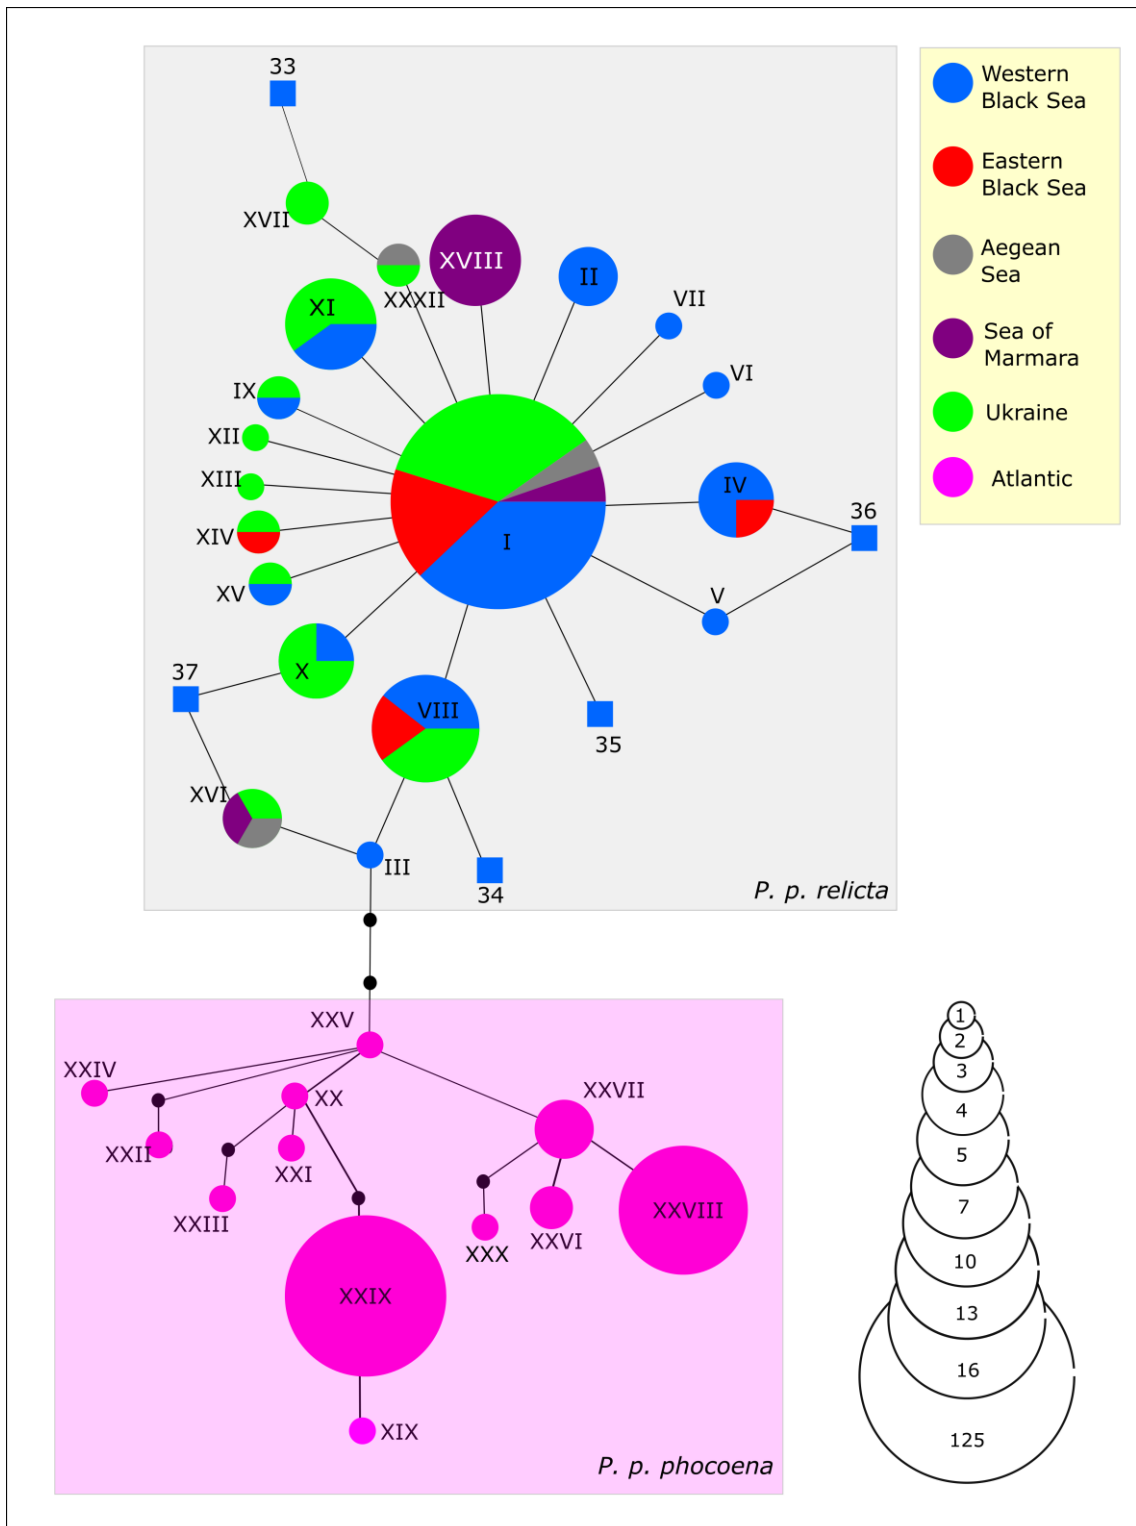 33
Western
Black Sea
Eastern
Black Sea
XVII
XVIII
Aegean
Sea
II
XXXII
VII
XI
Sea of
Marmara
VI
IX
Ukraine
XII
XIII
IV
Atlantic
36
XIV
I
XV
V
X
37
VIII
35
XVI
III
34
P. p. relicta
XXV
1
XXIV
2
XX
3
XXVII
4
XXII
XXI
5
XXIII
7
XXVIII
XXX
XXVI
10
XXIX
13
16
XIX
125
P. p. phocoena